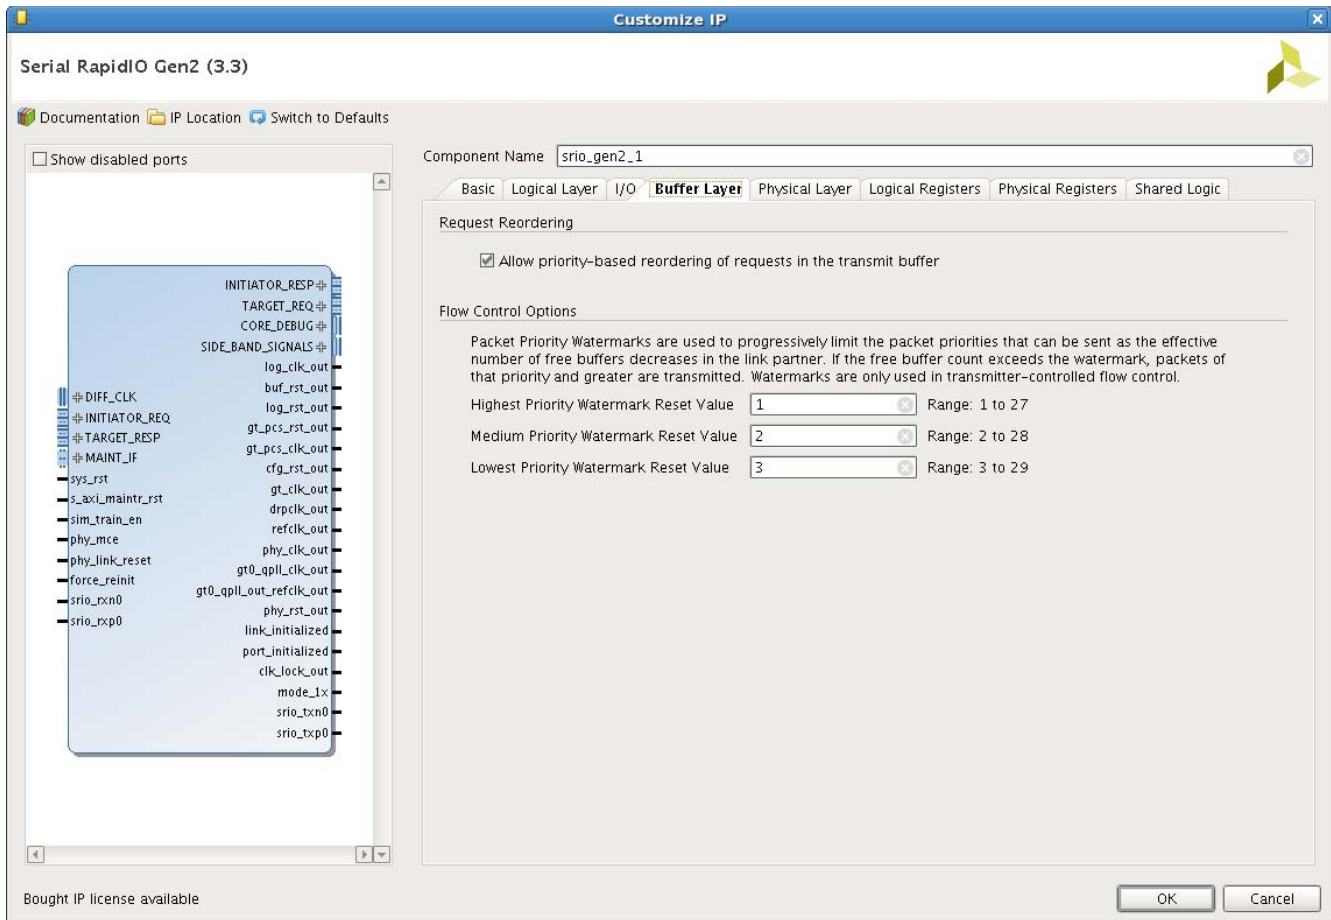 Customize IP
Serial RapidIO Gen2 (3.3)
Documentation IP Location Switch to Defaults
Show disabled ports
INITIATOR_RESP
TARGET_REQ
CORE_DEBUG
SIDE_BAND_SIGNALS
log_clk_out
buf_rst_out
log_rst_out
gt_pcs_rst_out
gt_pcs_clk_out
cfg_rst_out
gt_clk_out
drpclk_out
refclk_out
phy_clk_out
gt0_qpll_clk_out
gt0_qpll_out_refclk_out
phy_rst_out
link_initialized
port_initialized
clk_lock_out
mode_1x
srio_txn0
srio_txp0
DIFF_CLK
INITIATOR_REQ
TARGET_RESP
MAINT_IF
sys_rst
s_axi_maintr_rst
sim_train_en
phy_mce
phy_link_reset
force_reinit
srio_rxn0
srio_rxp0
Component Name srio_gen2_1
Basic Logical Layer I/O Buffer Layer Physical Layer Logical Registers Physical Registers Shared Logic
Request Reordering
Allow priority-based reordering of requests in the transmit buffer
Flow Control Options
Packet Priority Watermarks are used to progressively limit the packet priorities that can be sent as the effective
number of free buffers decreases in the link partner. If the free buffer count exceeds the watermark, packets of
that priority and greater are transmitted. Watermarks are only used in transmitter-controlled flow control.
Highest Priority Watermark Reset Value 1 Range: 1 to 27
Medium Priority Watermark Reset Value 2 Range: 2 to 28
Lowest Priority Watermark Reset Value 3 Range: 3 to 29
Bought IP license available
OK Cancel